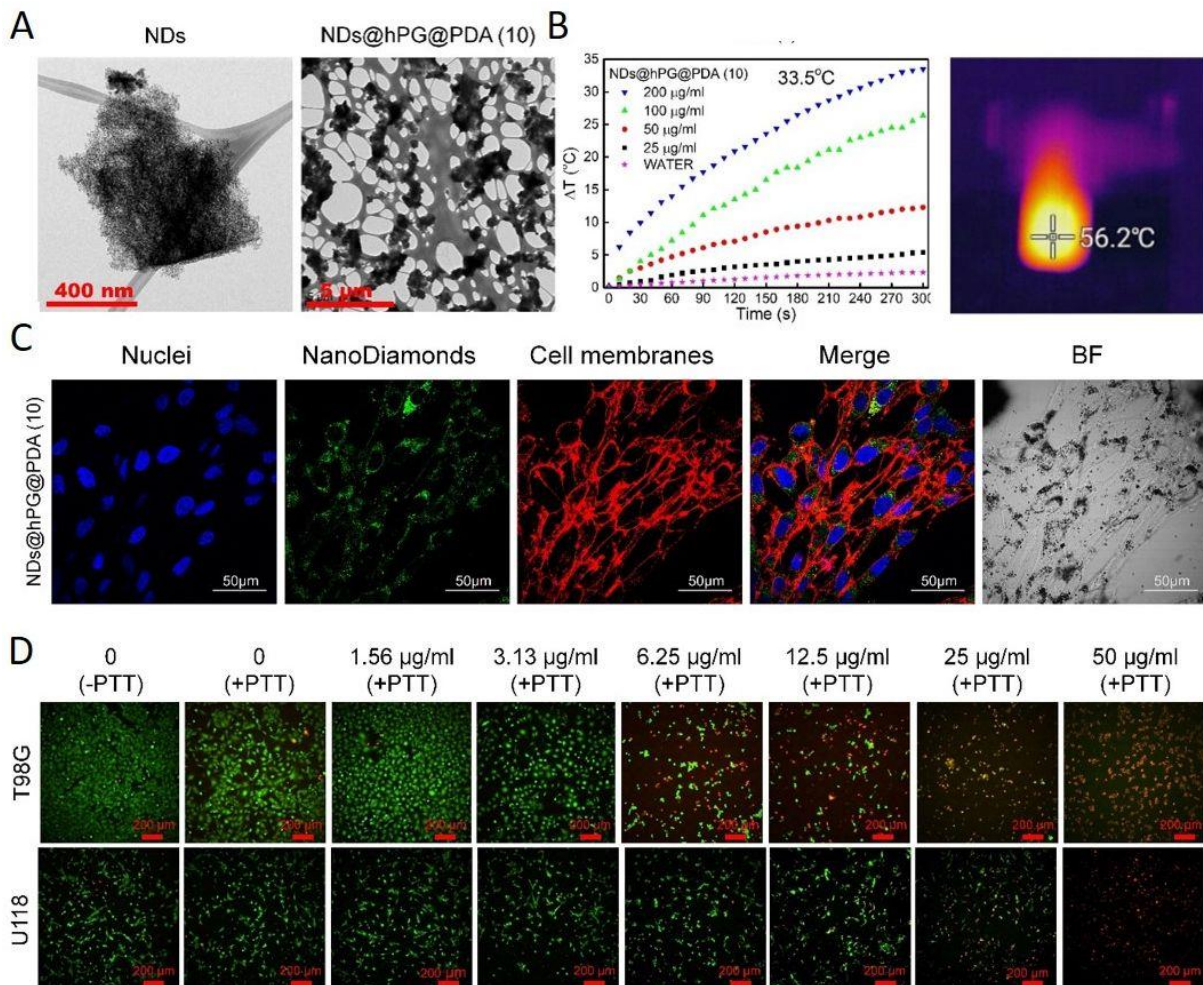 A
NDs
NDs@hPG@PDA (10)
400 nm
5 µm
B
ΔT (°C)
35
30
25
20
15
10
5
0
NDs@hPG@PDA (10)
200 µg/ml
100 µg/ml
50 µg/ml
25 µg/ml
WATER
33.5°C
0 30 60 90 120 150 180 210 240 270 300
Time (s)
56.2°C
C
Nuclei
NanoDiamonds
Cell membranes
Merge
BF
NDs@hPG@PDA (10)
50µm
50µm
50µm
50µm
50µm
D
0
(-PTT)
0
(+PTT)
1.56 µg/ml
(+PTT)
3.13 µg/ml
(+PTT)
6.25 µg/ml
(+PTT)
12.5 µg/ml
(+PTT)
25 µg/ml
(+PTT)
50 µg/ml
(+PTT)
T98G
200 µm
200 µm
200 µm
200 µm
200 µm
200 µm
200 µm
200 µm
U118
200 µm
200 µm
200 µm
200 µm
200 µm
200 µm
200 µm
200 µm